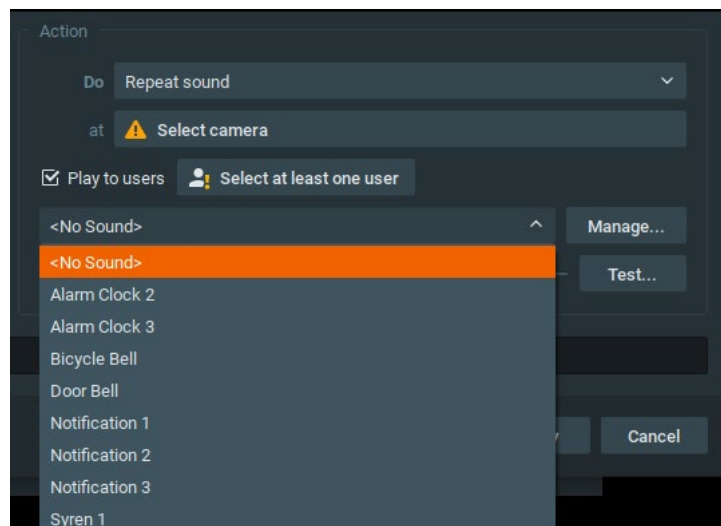 Action
Do Repeat sound
at Select camera
Play to users Select at least one user
<No Sound> Manage...
<No Sound>
Test...
Alarm Clock 2
Alarm Clock 3
Bicycle Bell
Door Bell
Notification 1
Notification 2
Cancel
Notification 3
Syren 1